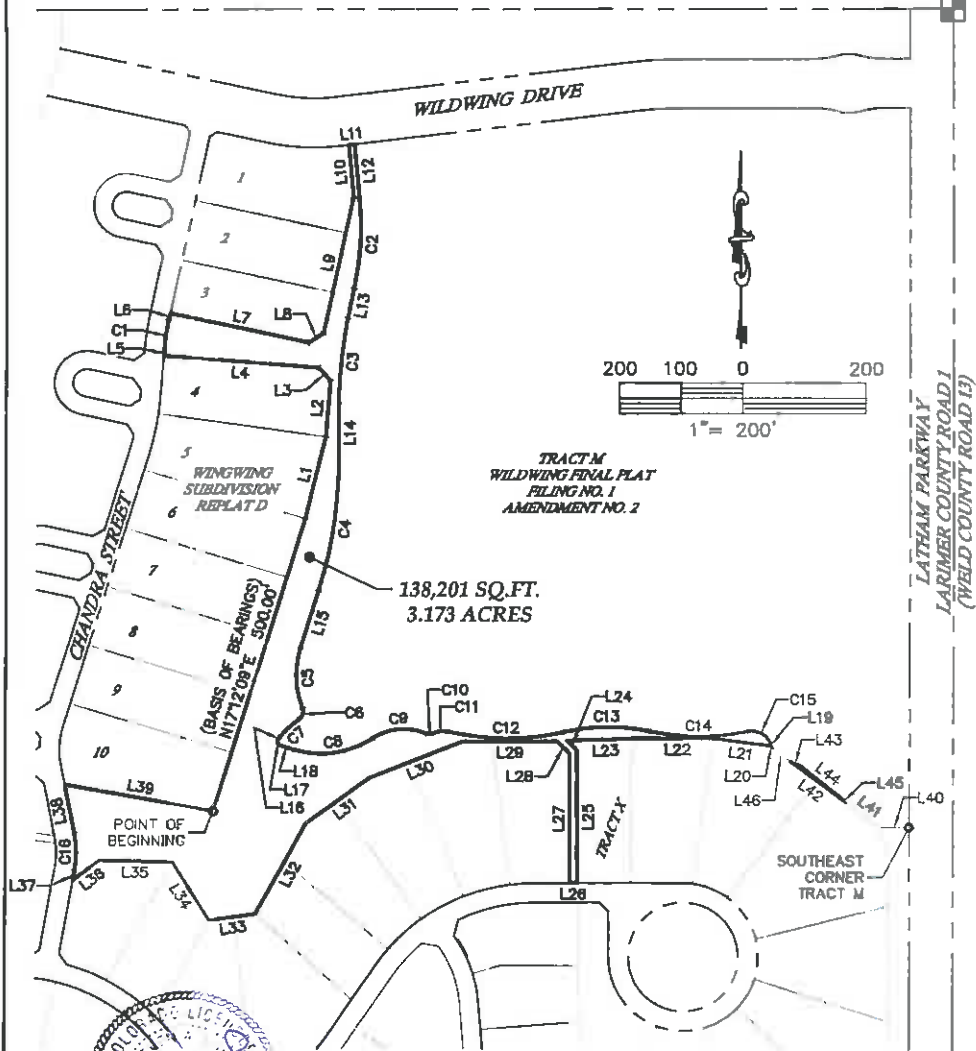 WILDWING DRIVE
L11
L10
L12
1
2
3
C2
L9
L13
L6
C1
L5
L7
L8
L4
L3
C3
4
L2
L14
5
WINGWING
SUBDIVISION
REPLAT D
L1
6
C4
7
8
9
10
CHANDRA STREET
(BASIS OF BEARINGS)
N17°12'09"E 500.00'
138,201 SQ.FT.
3.173 ACRES
L15
C5
C6
C7
C8
C9
C10
C11
C12
C13
C14
C15
L16
L17
L18
L19
L20
L21
L22
L23
L24
L25
L26
L27
L28
L29
L30
L31
L32
L33
L34
L35
L36
L37
C16
L38
L39
POINT OF
BEGINNING
TRACT X
L46
L43
L44
L42
L45
L41
L40
SOUTHEAST
CORNER
TRACT M
200 100 0 200
1"= 200'
TRACT M
WILDWING FINAL PLAT
FILING NO. 1
AMENDMENT NO. 2
LATHAM PARKWAY
LARIMER COUNTY ROAD 1
(WELD COUNTY ROAD 13)